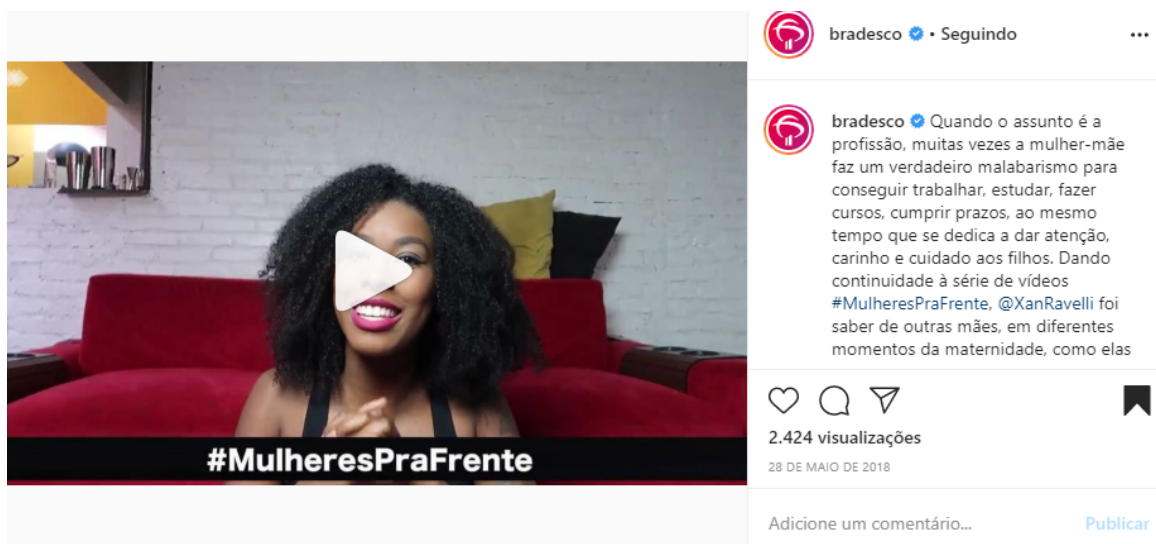 bradesco • Seguindo
bradesco Quando o assunto é a
profissão, muitas vezes a mulher-mãe
faz um verdadeiro malabarismo para
conseguir trabalhar, estudar, fazer
cursos, cumprir prazos, ao mesmo
tempo que se dedica a dar atenção,
carinho e cuidado aos filhos. Dando
continuidade à série de vídeos
#MulheresPraFrente, @XanRavelli foi
saber de outras mães, em diferentes
momentos da maternidade, como elas
#MulheresPraFrente
2.424 visualizações
28 DE MAIO DE 2018
Adicione um comentário...
Publicar